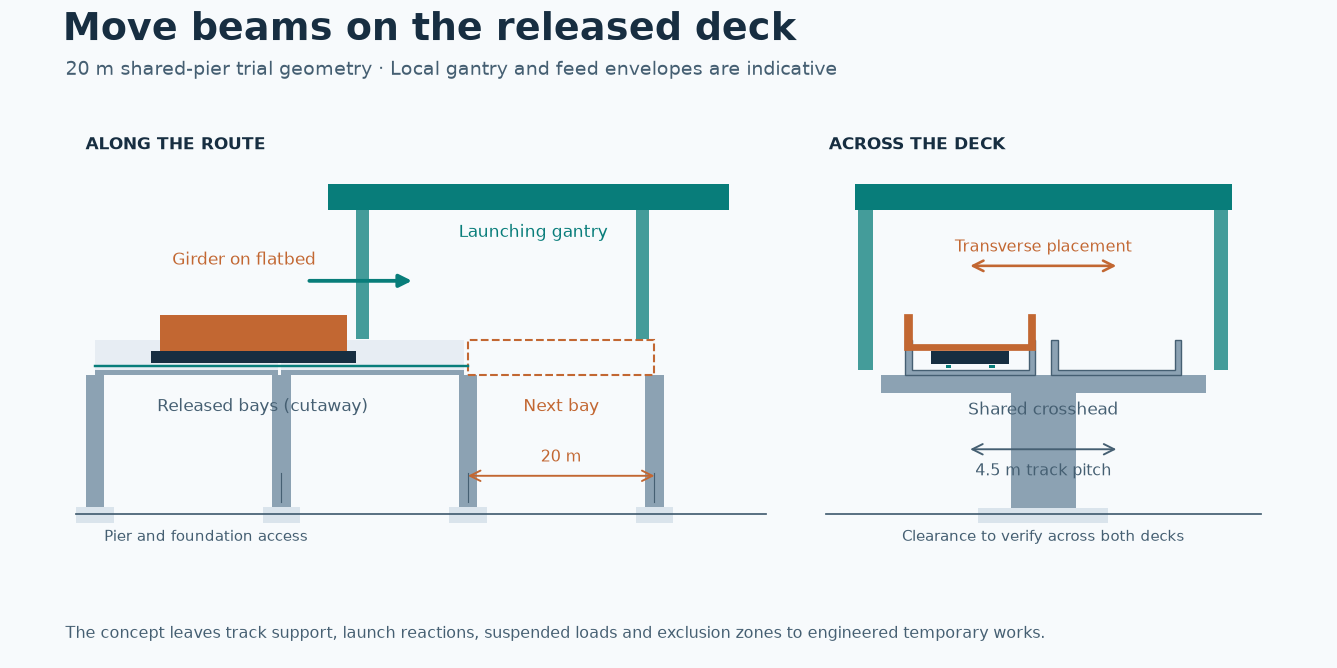 Move beams on the released deck
20 m shared-pier trial geometry · Local gantry and feed envelopes are indicative
ALONG THE ROUTE
Launching gantry
Girder on flatbed
Released bays (cutaway)
Next bay
20 m
Pier and foundation access
ACROSS THE DECK
Transverse placement
Shared crosshead
4.5 m track pitch
Clearance to verify across both decks
The concept leaves track support, launch reactions, suspended loads and exclusion zones to engineered temporary works.